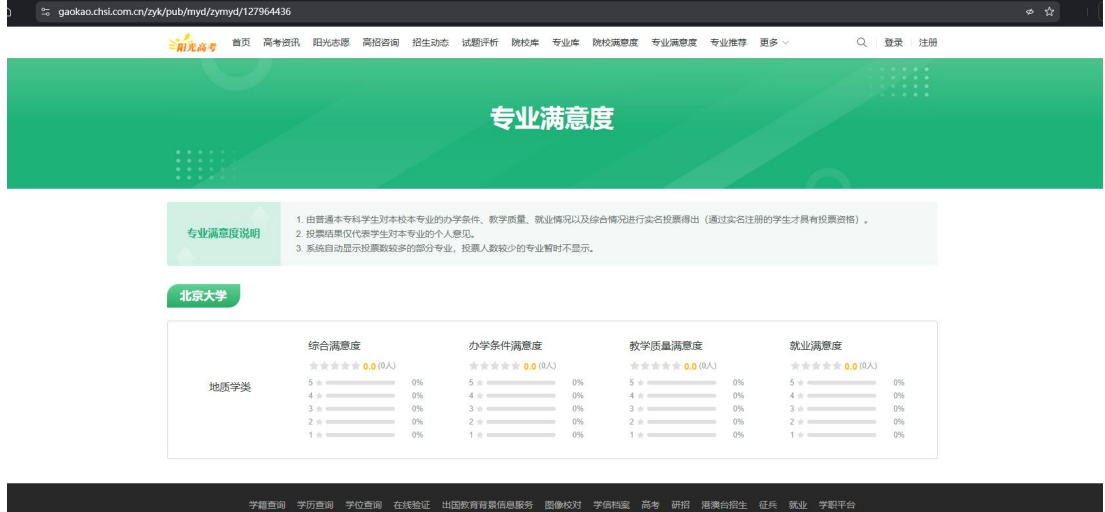 gaokao.chsi.com.cn/zyk/pub/myd/zymyd/127964436
阳光高考 首页 高考资讯 阳光志愿 高招咨询 招生动态 试题评析 院校库 专业库 院校满意度 专业满意度 专业推荐 更多 登录 注册
专业满意度
专业满意度说明
1. 由普通本专科学生对本校本专业的办学条件、教学质量、就业情况以及综合情况进行实名投票得出（通过实名注册的学生才具有投票资格）。
2. 投票结果仅代表学生对本专业的个人意见。
3. 系统自动显示投票数较多的部分专业，投票人数较少的专业暂时不显示。
北京大学
综合满意度 办学条件满意度 教学质量满意度 就业满意度
0.0 (0人) 0.0 (0人) 0.0 (0人) 0.0 (0人)
地质学类
5 0% 5 0% 5 0% 5 0%
4 0% 4 0% 4 0% 4 0%
3 0% 3 0% 3 0% 3 0%
2 0% 2 0% 2 0% 2 0%
1 0% 1 0% 1 0% 1 0%
学籍查询 学历查询 学位查询 在线验证 出国教育背景信息服务 图像校对 学信档案 高考 研招 港澳台招生 征兵 就业 学职平台